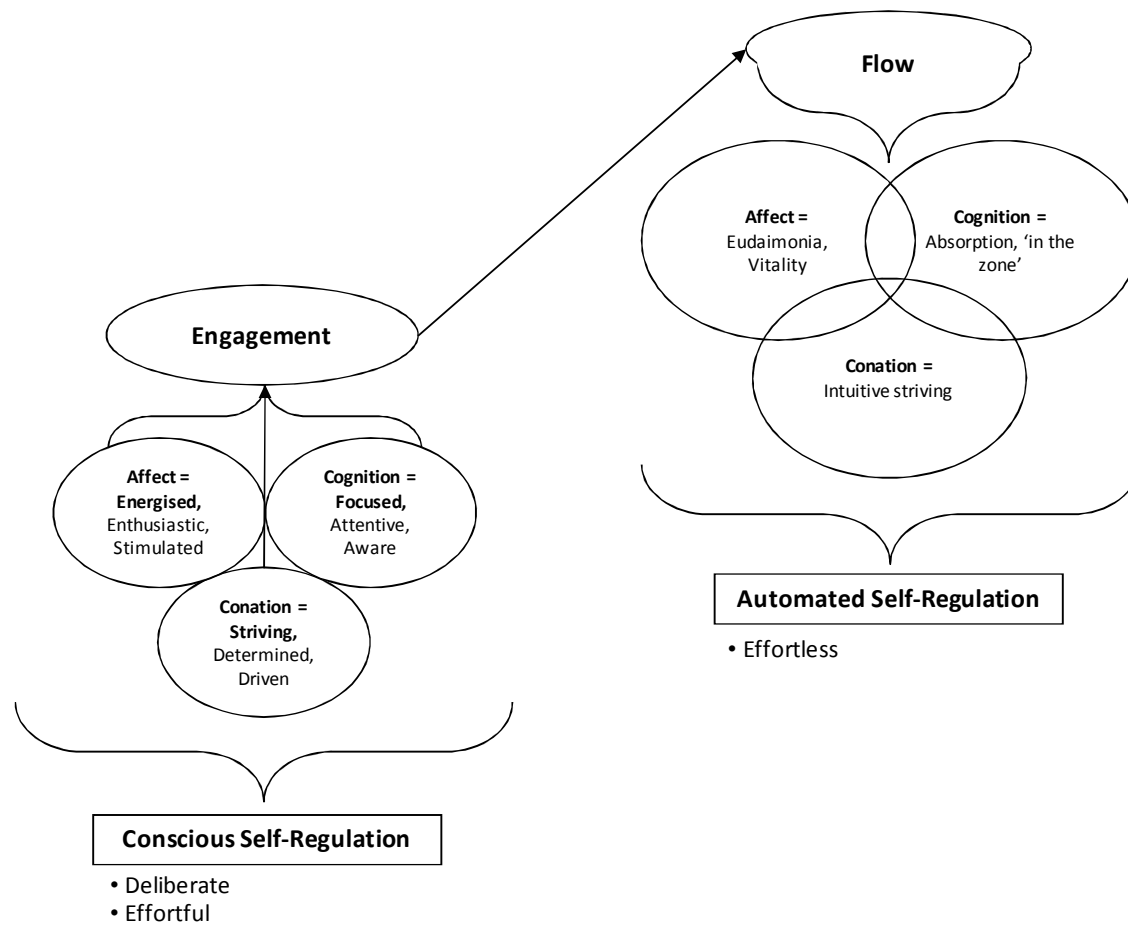 Flow
Affect =
Eudaimonia,
Vitality
Cognition =
Absorption, ‘in the
zone’
Conation =
Intuitive striving
Automated Self-Regulation
• Effortless
Engagement
Affect =
Energised,
Enthusiastic,
Stimulated
Cognition =
Focused,
Attentive,
Aware
Conation =
Striving,
Determined,
Driven
Conscious Self-Regulation
• Deliberate
• Effortful